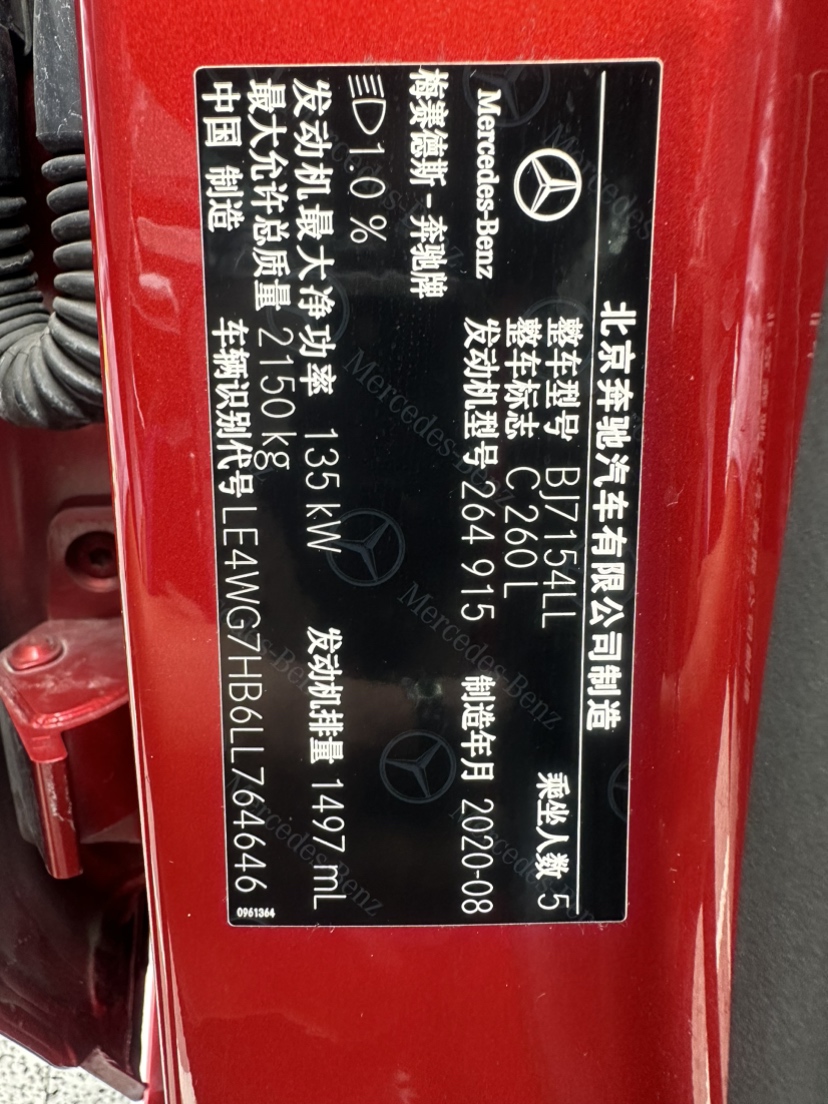 北京奔驰汽车有限公司制造
Mercedes-Benz
整车型号 BJ7154LL 乘坐人数 5
整车标志 C 260 L
发动机型号 264 915 制造年月 2020-08
梅赛德斯-奔驰牌
1.0 %
发动机最大净功率 135 kW 发动机排量 1497 mL
最大允许总质量 2150 kg
中国 制造 车辆识别代号 LE4WG7HB6LL764646
0961364